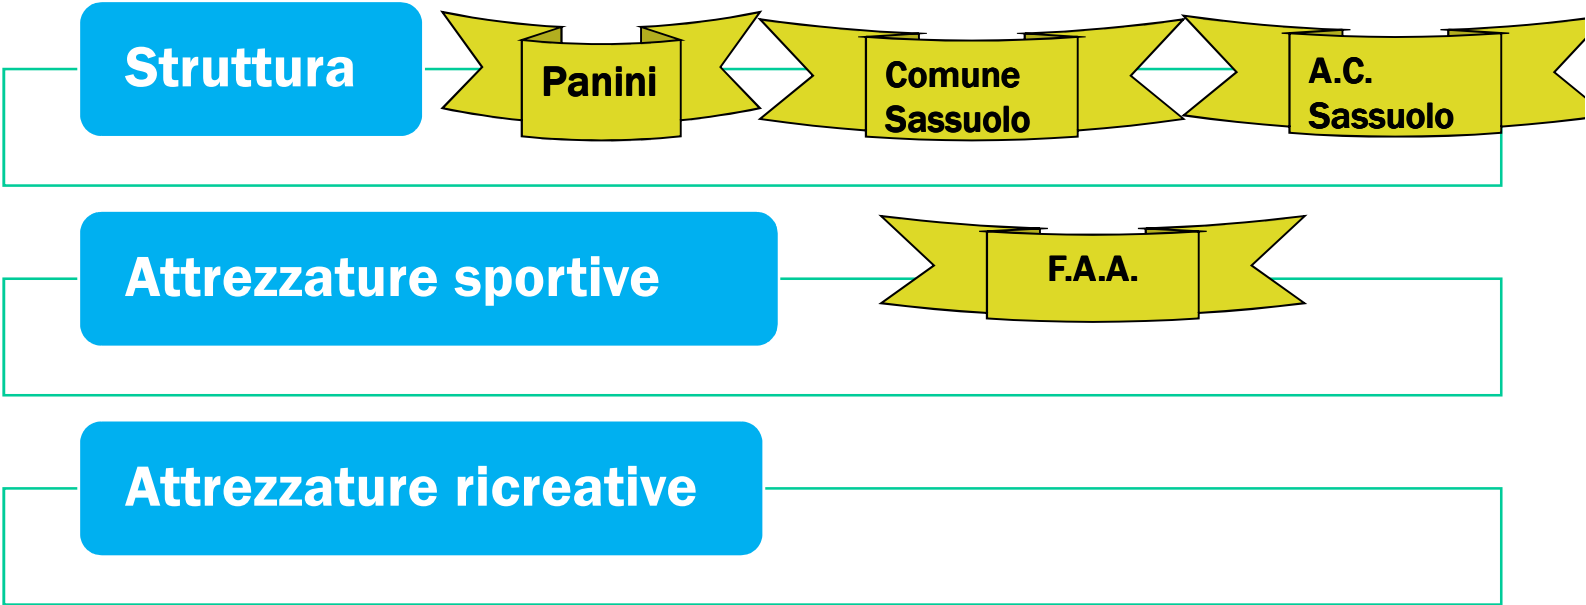 Struttura
Panini
Comune
Sassuolo
A.C.
Sassuolo
Attrezzature sportive
F.A.A.
Attrezzature ricreative